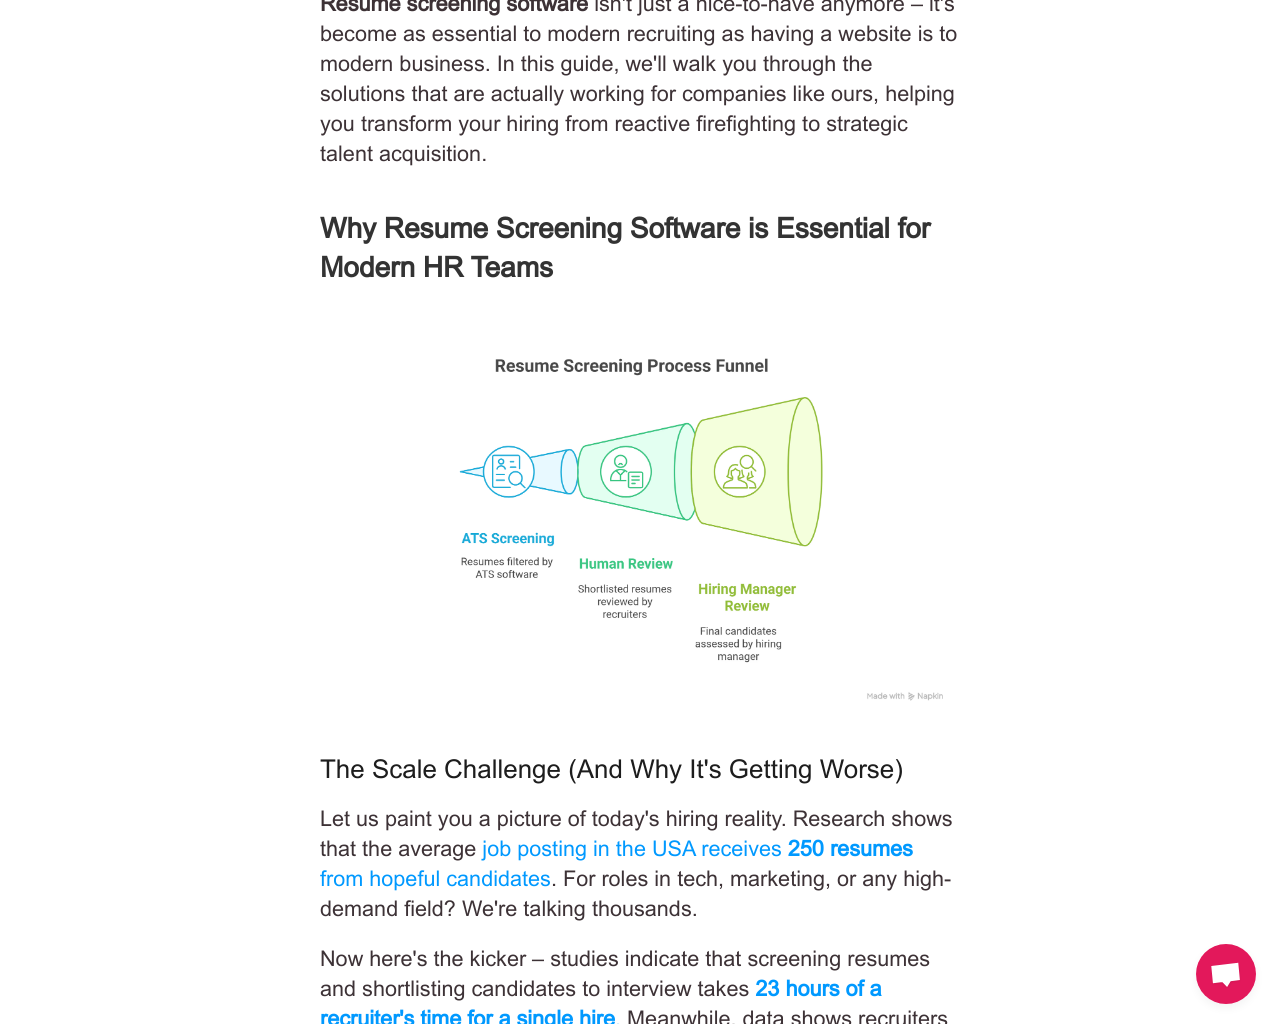 Resume screening software isn't just a nice-to-have anymore – it's
become as essential to modern recruiting as having a website is to
modern business. In this guide, we'll walk you through the
solutions that are actually working for companies like ours, helping
you transform your hiring from reactive firefighting to strategic
talent acquisition.
Why Resume Screening Software is Essential for
Modern HR Teams
Resume Screening Process Funnel
ATS Screening
Resumes filtered by
ATS software
Human Review
Shortlisted resumes
reviewed by
recruiters
Hiring Manager
Review
Final candidates
assessed by hiring
manager
Made with Napkin
The Scale Challenge (And Why It's Getting Worse)
Let us paint you a picture of today's hiring reality. Research shows
that the average job posting in the USA receives 250 resumes
from hopeful candidates. For roles in tech, marketing, or any high-
demand field? We're talking thousands.
Now here's the kicker – studies indicate that screening resumes
and shortlisting candidates to interview takes 23 hours of a
recruiter's time for a single hire. Meanwhile, data shows recruiters